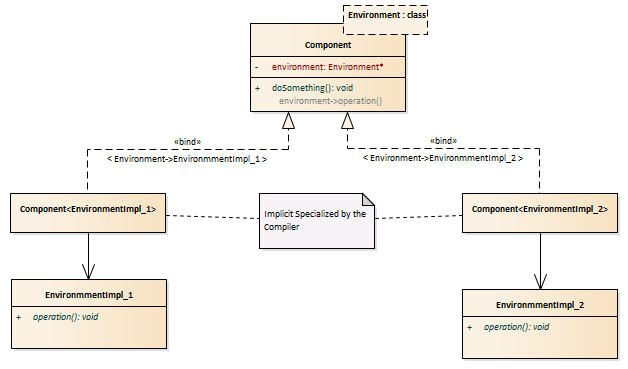 Environment : class
Component
- environment: Environment*
+ doSomething(): void
environment->operation()
«bind»
< Environment->EnvironmmentImpl_1 >
«bind»
< Environment->EnvironmmentImpl_2 >
Component<EnvironmentImpl_1>
Implicit Specialized by the
Compiler
Component<EnvironmentImpl_2>
EnvironmmentImpl_1
+ operation(): void
EnvironmmentImpl_2
+ operation(): void